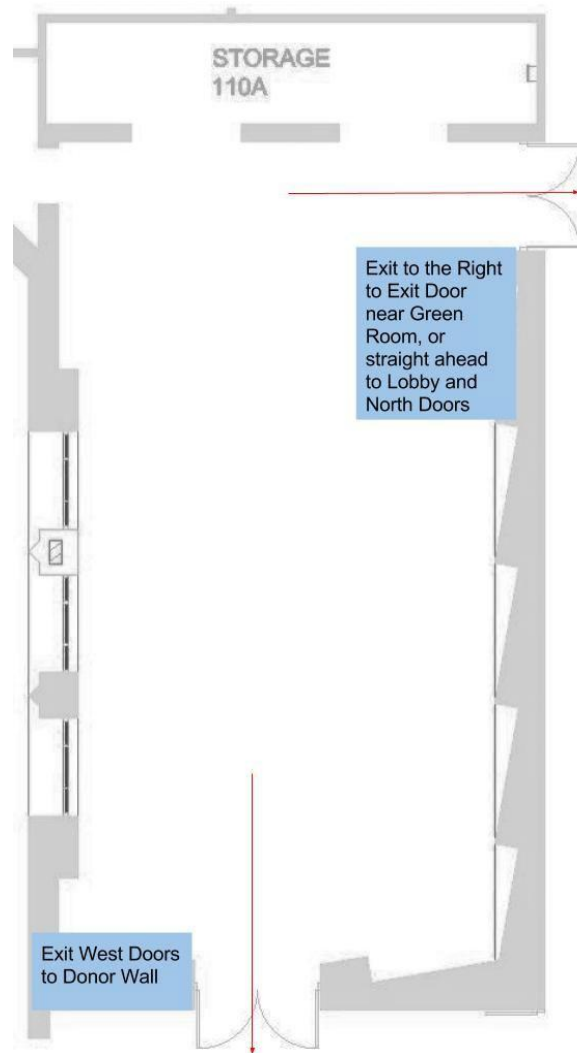 STORAGE
110A
Exit to the Right
to Exit Door
near Green
Room, or
straight ahead
to Lobby and
North Doors
Exit West Doors
to Donor Wall